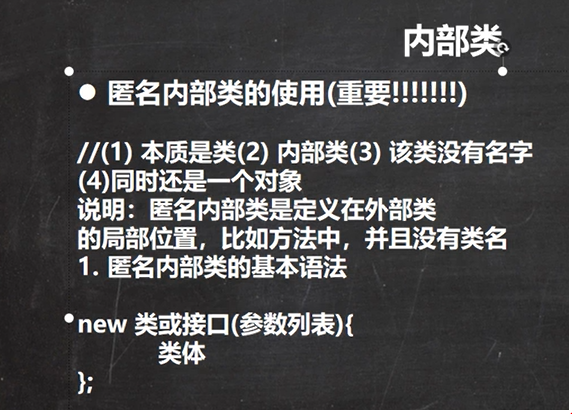 内部类
● 匿名内部类的使用(重要!!!!!!!)
//(1) 本质是类(2) 内部类(3) 该类没有名字
(4)同时还是一个对象
说明：匿名内部类是定义在外部类
的局部位置，比如方法中，并且没有类名
1. 匿名内部类的基本语法
new 类或接口(参数列表){
类体
};